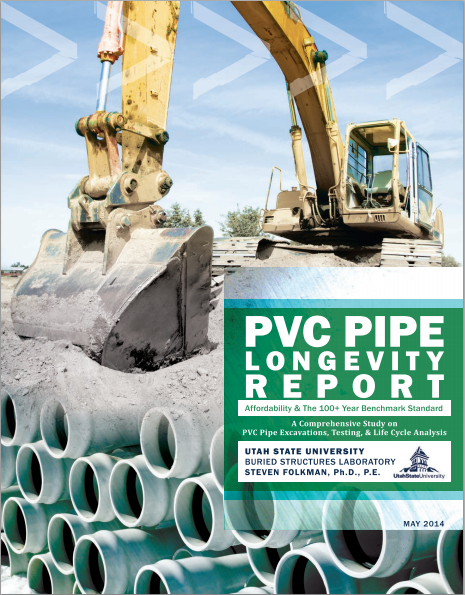 PVC PIPE
LONGEVITY
REPORT
Affordability & The 100+ Year Benchmark Standard
A Comprehensive Study on
PVC Pipe Excavations, Testing, & Life Cycle Analysis
UTAH STATE UNIVERSITY
BURIED STRUCTURES LABORATORY
STEVEN FOLKMAN, Ph.D., P.E.
UtahStateUniversity
MAY 2014